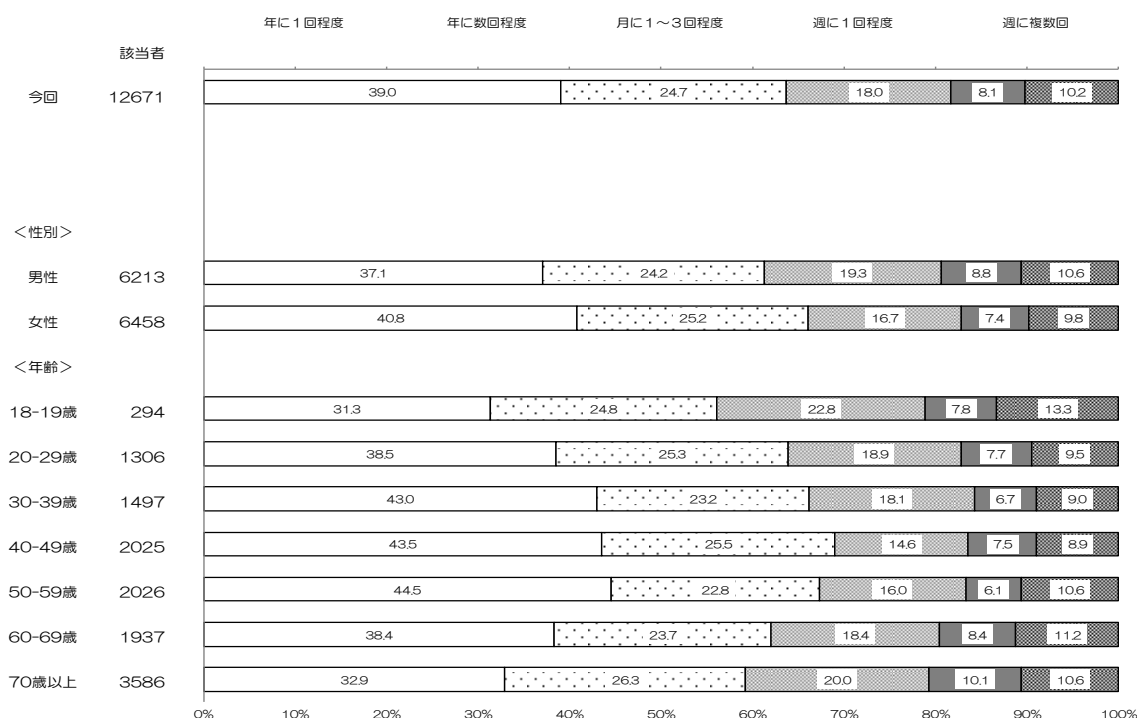 年に１回程度 年に数回程度 月に１～３回程度 週に１回程度 週に複数回
該当者
今回 12671 39.0 24.7 18.0 8.1 10.2
＜性別＞
男性 6213 37.1 24.2 19.3 8.8 10.6
女性 6458 40.8 25.2 16.7 7.4 9.8
＜年齢＞
18-19歳 294 31.3 24.8 22.8 7.8 13.3
20-29歳 1306 38.5 25.3 18.9 7.7 9.5
30-39歳 1497 43.0 23.2 18.1 6.7 9.0
40-49歳 2025 43.5 25.5 14.6 7.5 8.9
50-59歳 2026 44.5 22.8 16.0 6.1 10.6
60-69歳 1937 38.4 23.7 18.4 8.4 11.2
70歳以上 3586 32.9 26.3 20.0 10.1 10.6
0% 10% 20% 30% 40% 50% 60% 70% 80% 90% 100%